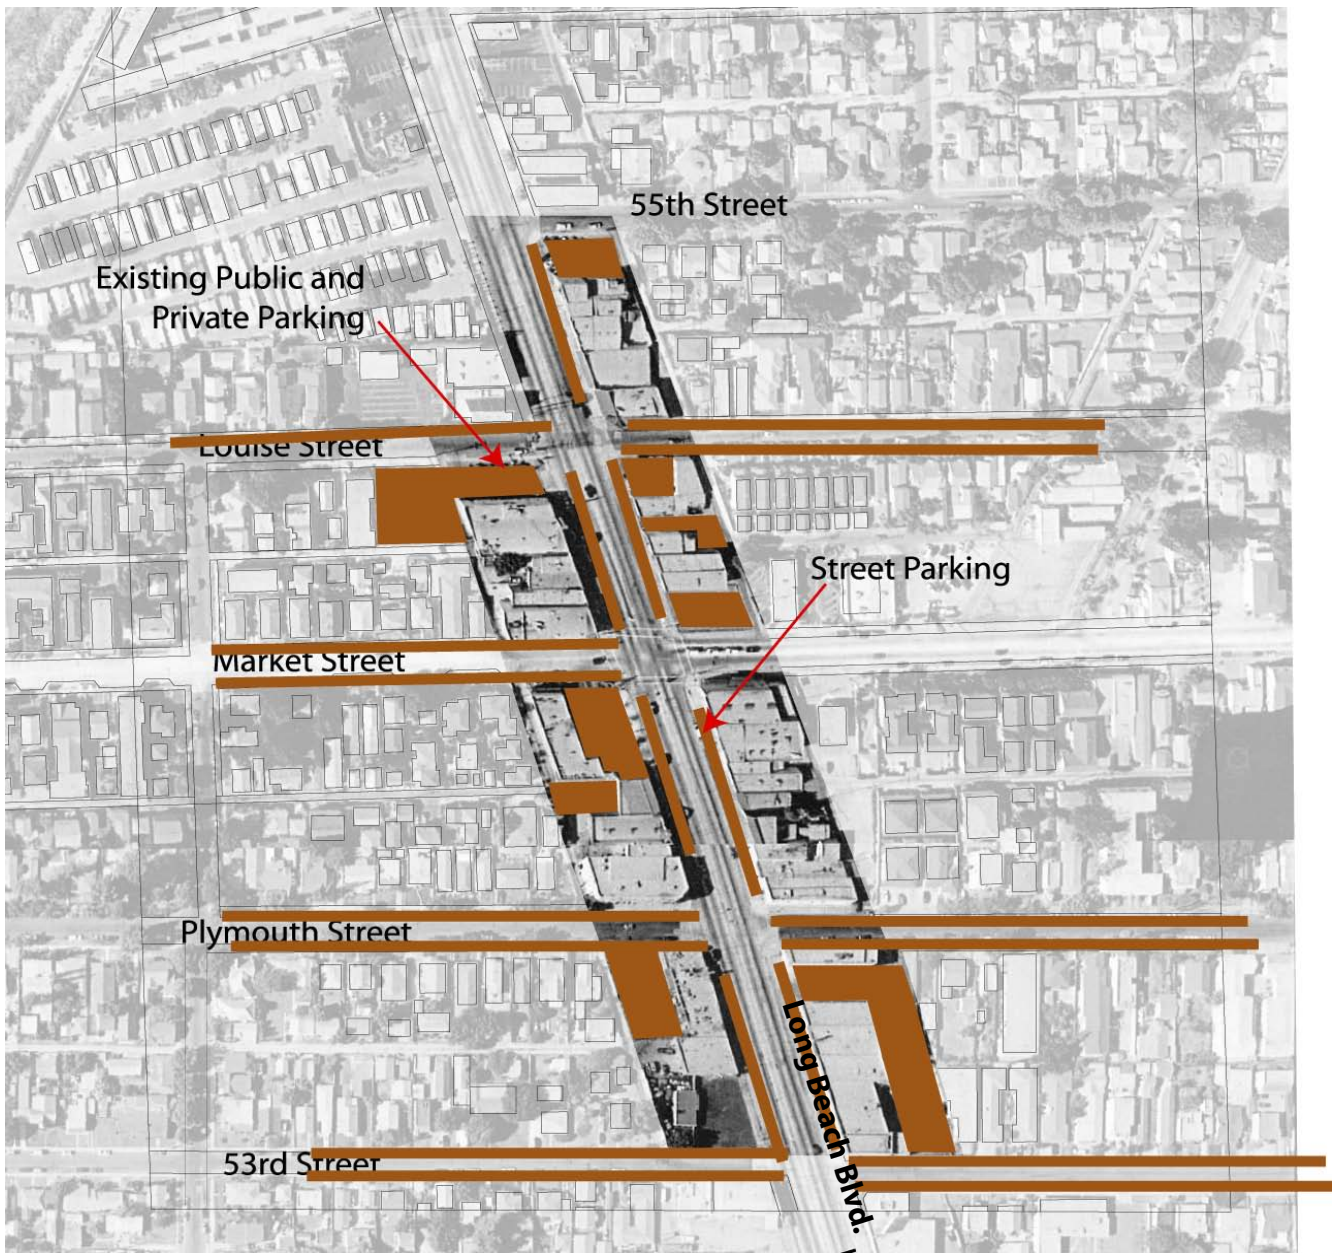 55th Street
Existing Public and
Private Parking
Louise Street
Street Parking
Market Street
Plymouth Street
Long Beach Blvd.
53rd Street